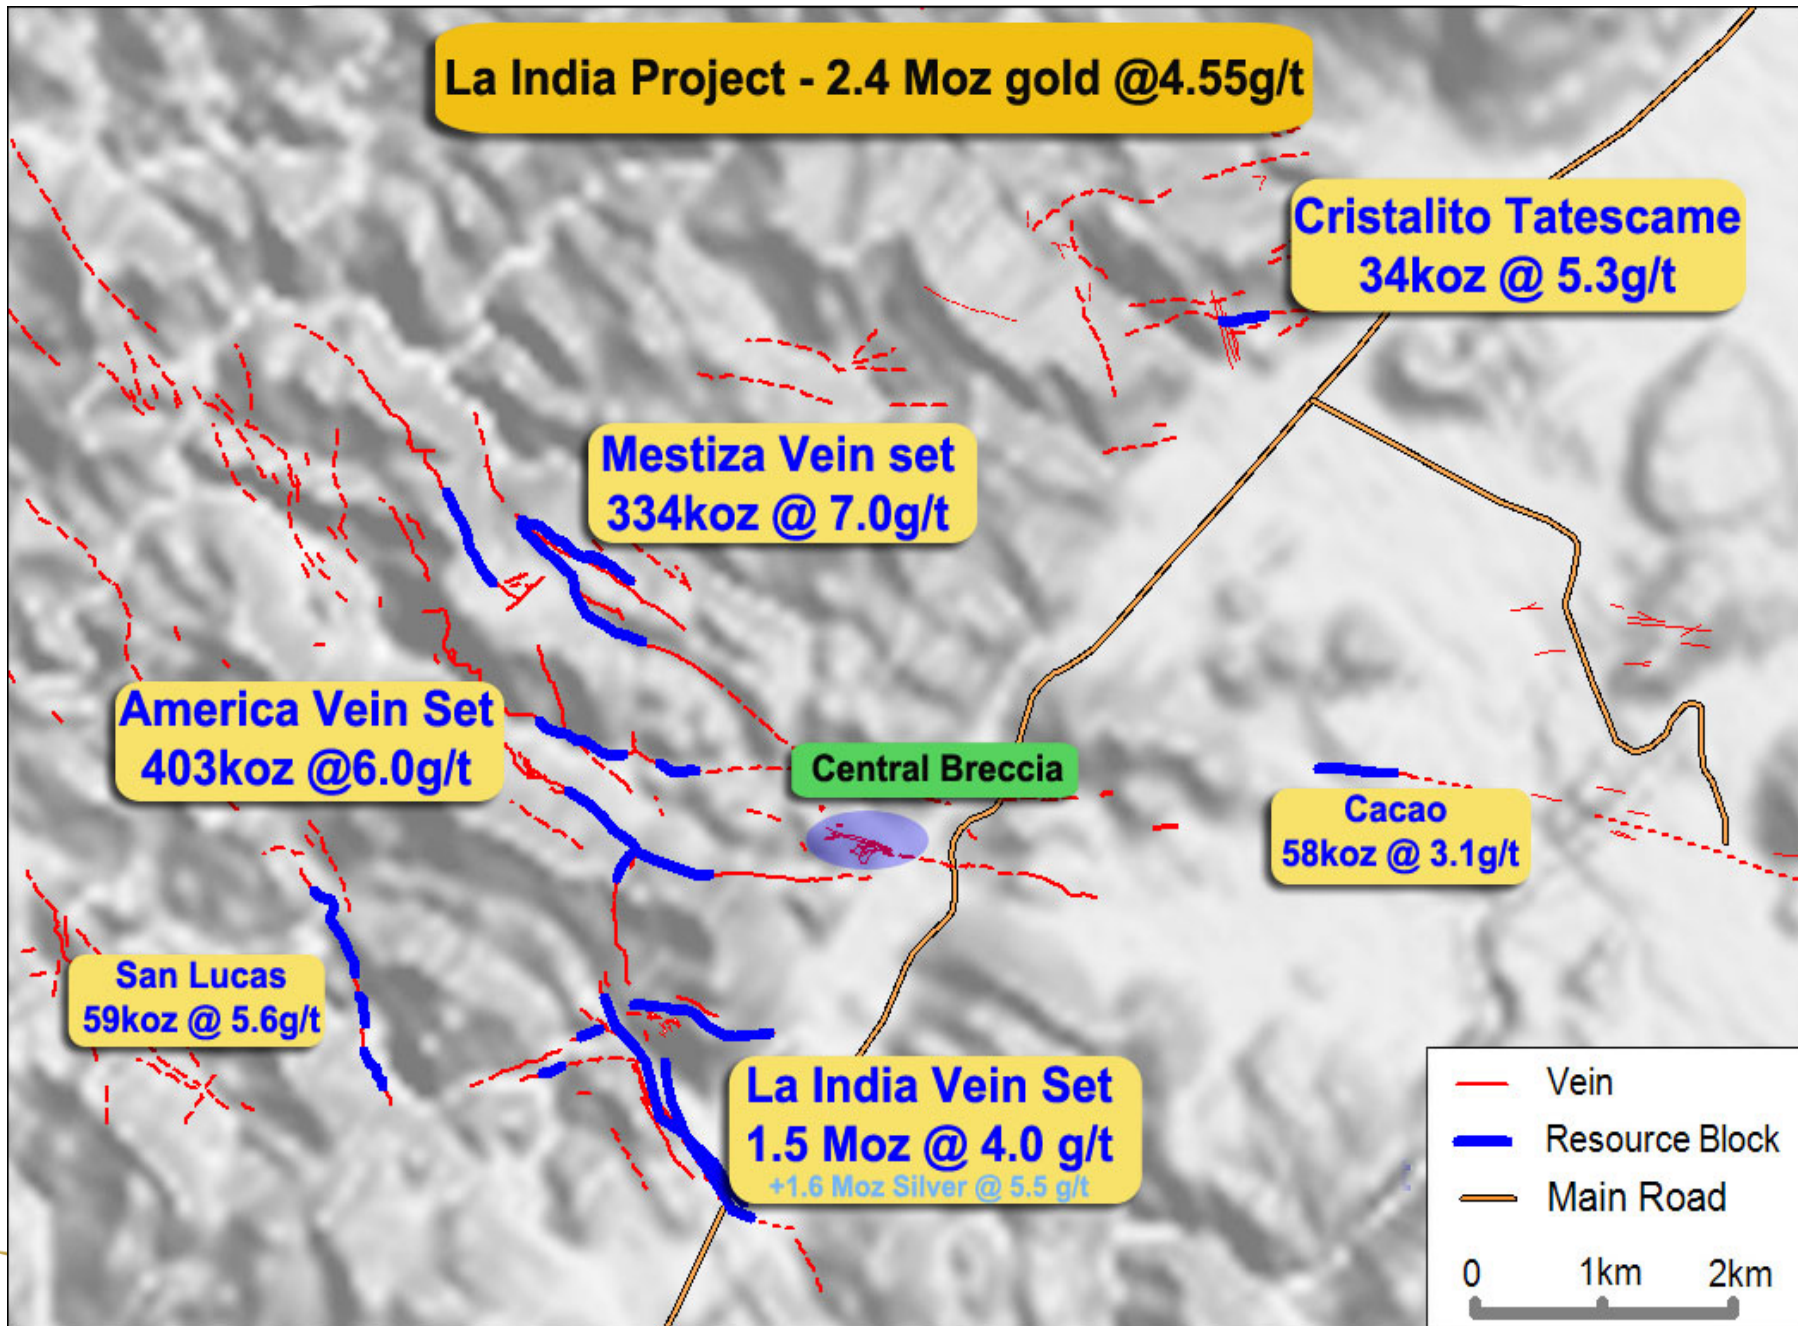 La India Project - 2.4 Moz gold @4.55g/t
Cristalito Tatescame
34koz @ 5.3g/t
Mestiza Vein set
334koz @ 7.0g/t
America Vein Set
403koz @6.0g/t
Central Breccia
Cacao
58koz @ 3.1g/t
San Lucas
59koz @ 5.6g/t
La India Vein Set
1.5 Moz @ 4.0 g/t
+1.6 Moz Silver @ 5.5 g/t
Vein
Resource Block
Main Road
0 1km 2km